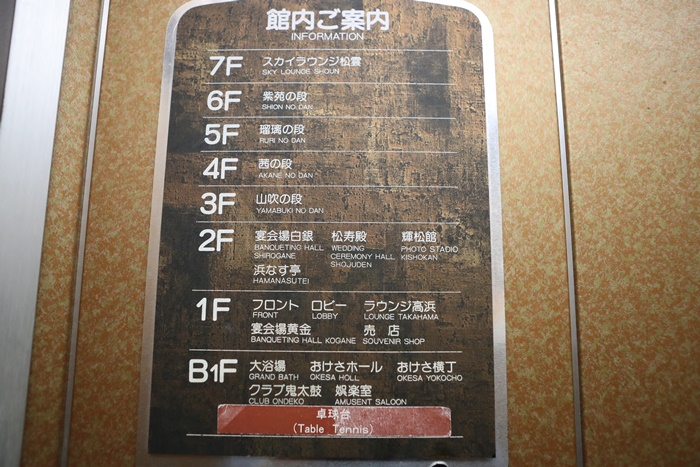 館内ご案内
INFORMATION
7F スカイラウンジ松雲
SKY LOUNGE SHOUN
6F 紫苑の段
SHION NO DAN
5F 瑠璃の段
RURI NO DAN
4F 茜の段
AKANE NO DAN
3F 山吹の段
YAMABUKI NO DAN
2F 宴会場白銀 松寿殿 輝松館
BANQUETING HALL WEDDING PHOTO STADIO
SHIROGANE CEREMONY HALL KISHOKAN
SHOJUDEN
浜なす亭
HAMANASUTEI
1F フロント ロビー ラウンジ高浜
FRONT LOBBY LOUNGE TAKAHAMA
宴会場黄金 売店
BANQUETING HALL KOGANE SOUVENIR SHOP
B1F 大浴場 おけさホール おけさ横丁
GRAND BATH OKESA HOLL OKESA YOKOCHO
クラブ鬼太鼓 娯楽室
CLUB ONDEKO AMUSENT SALOON
卓球台
(Table Tennis)